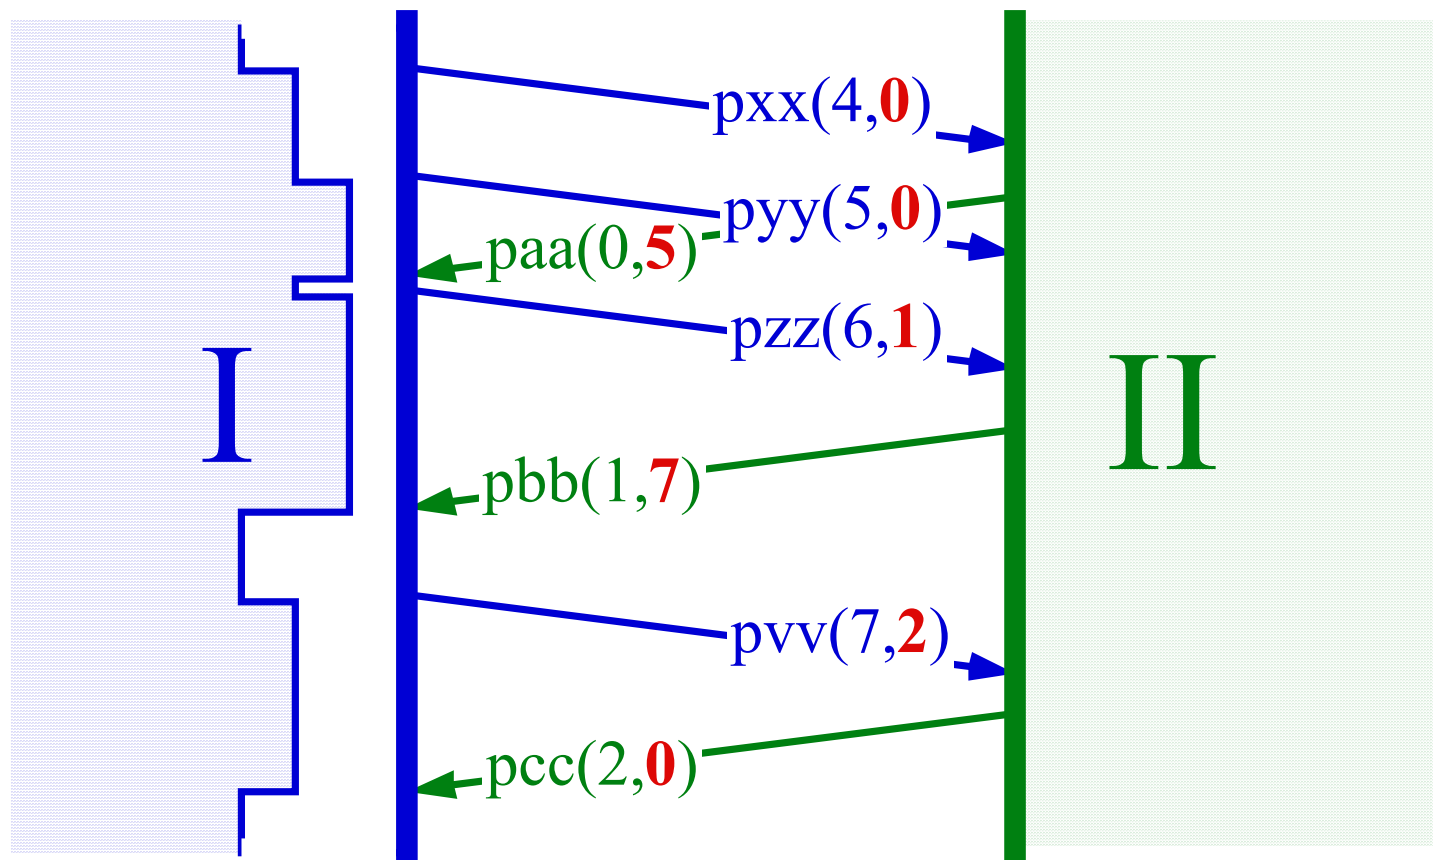 pxx(4,0)
pyy(5,0)
paa(0,5)
pzz(6,1)
I
II
pbb(1,7)
pvv(7,2)
pcc(2,0)